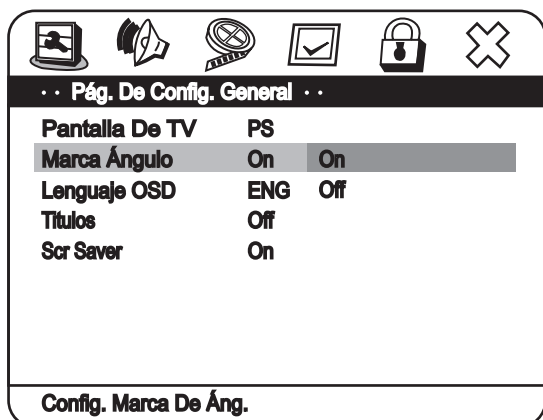 ·· Pág. De Config. General ··
Pantalla De TV PS
Marca Ángulo On On
Lenguaje OSD ENG Off
Titulos Off
Scr Saver On
Config. Marca De Áng.